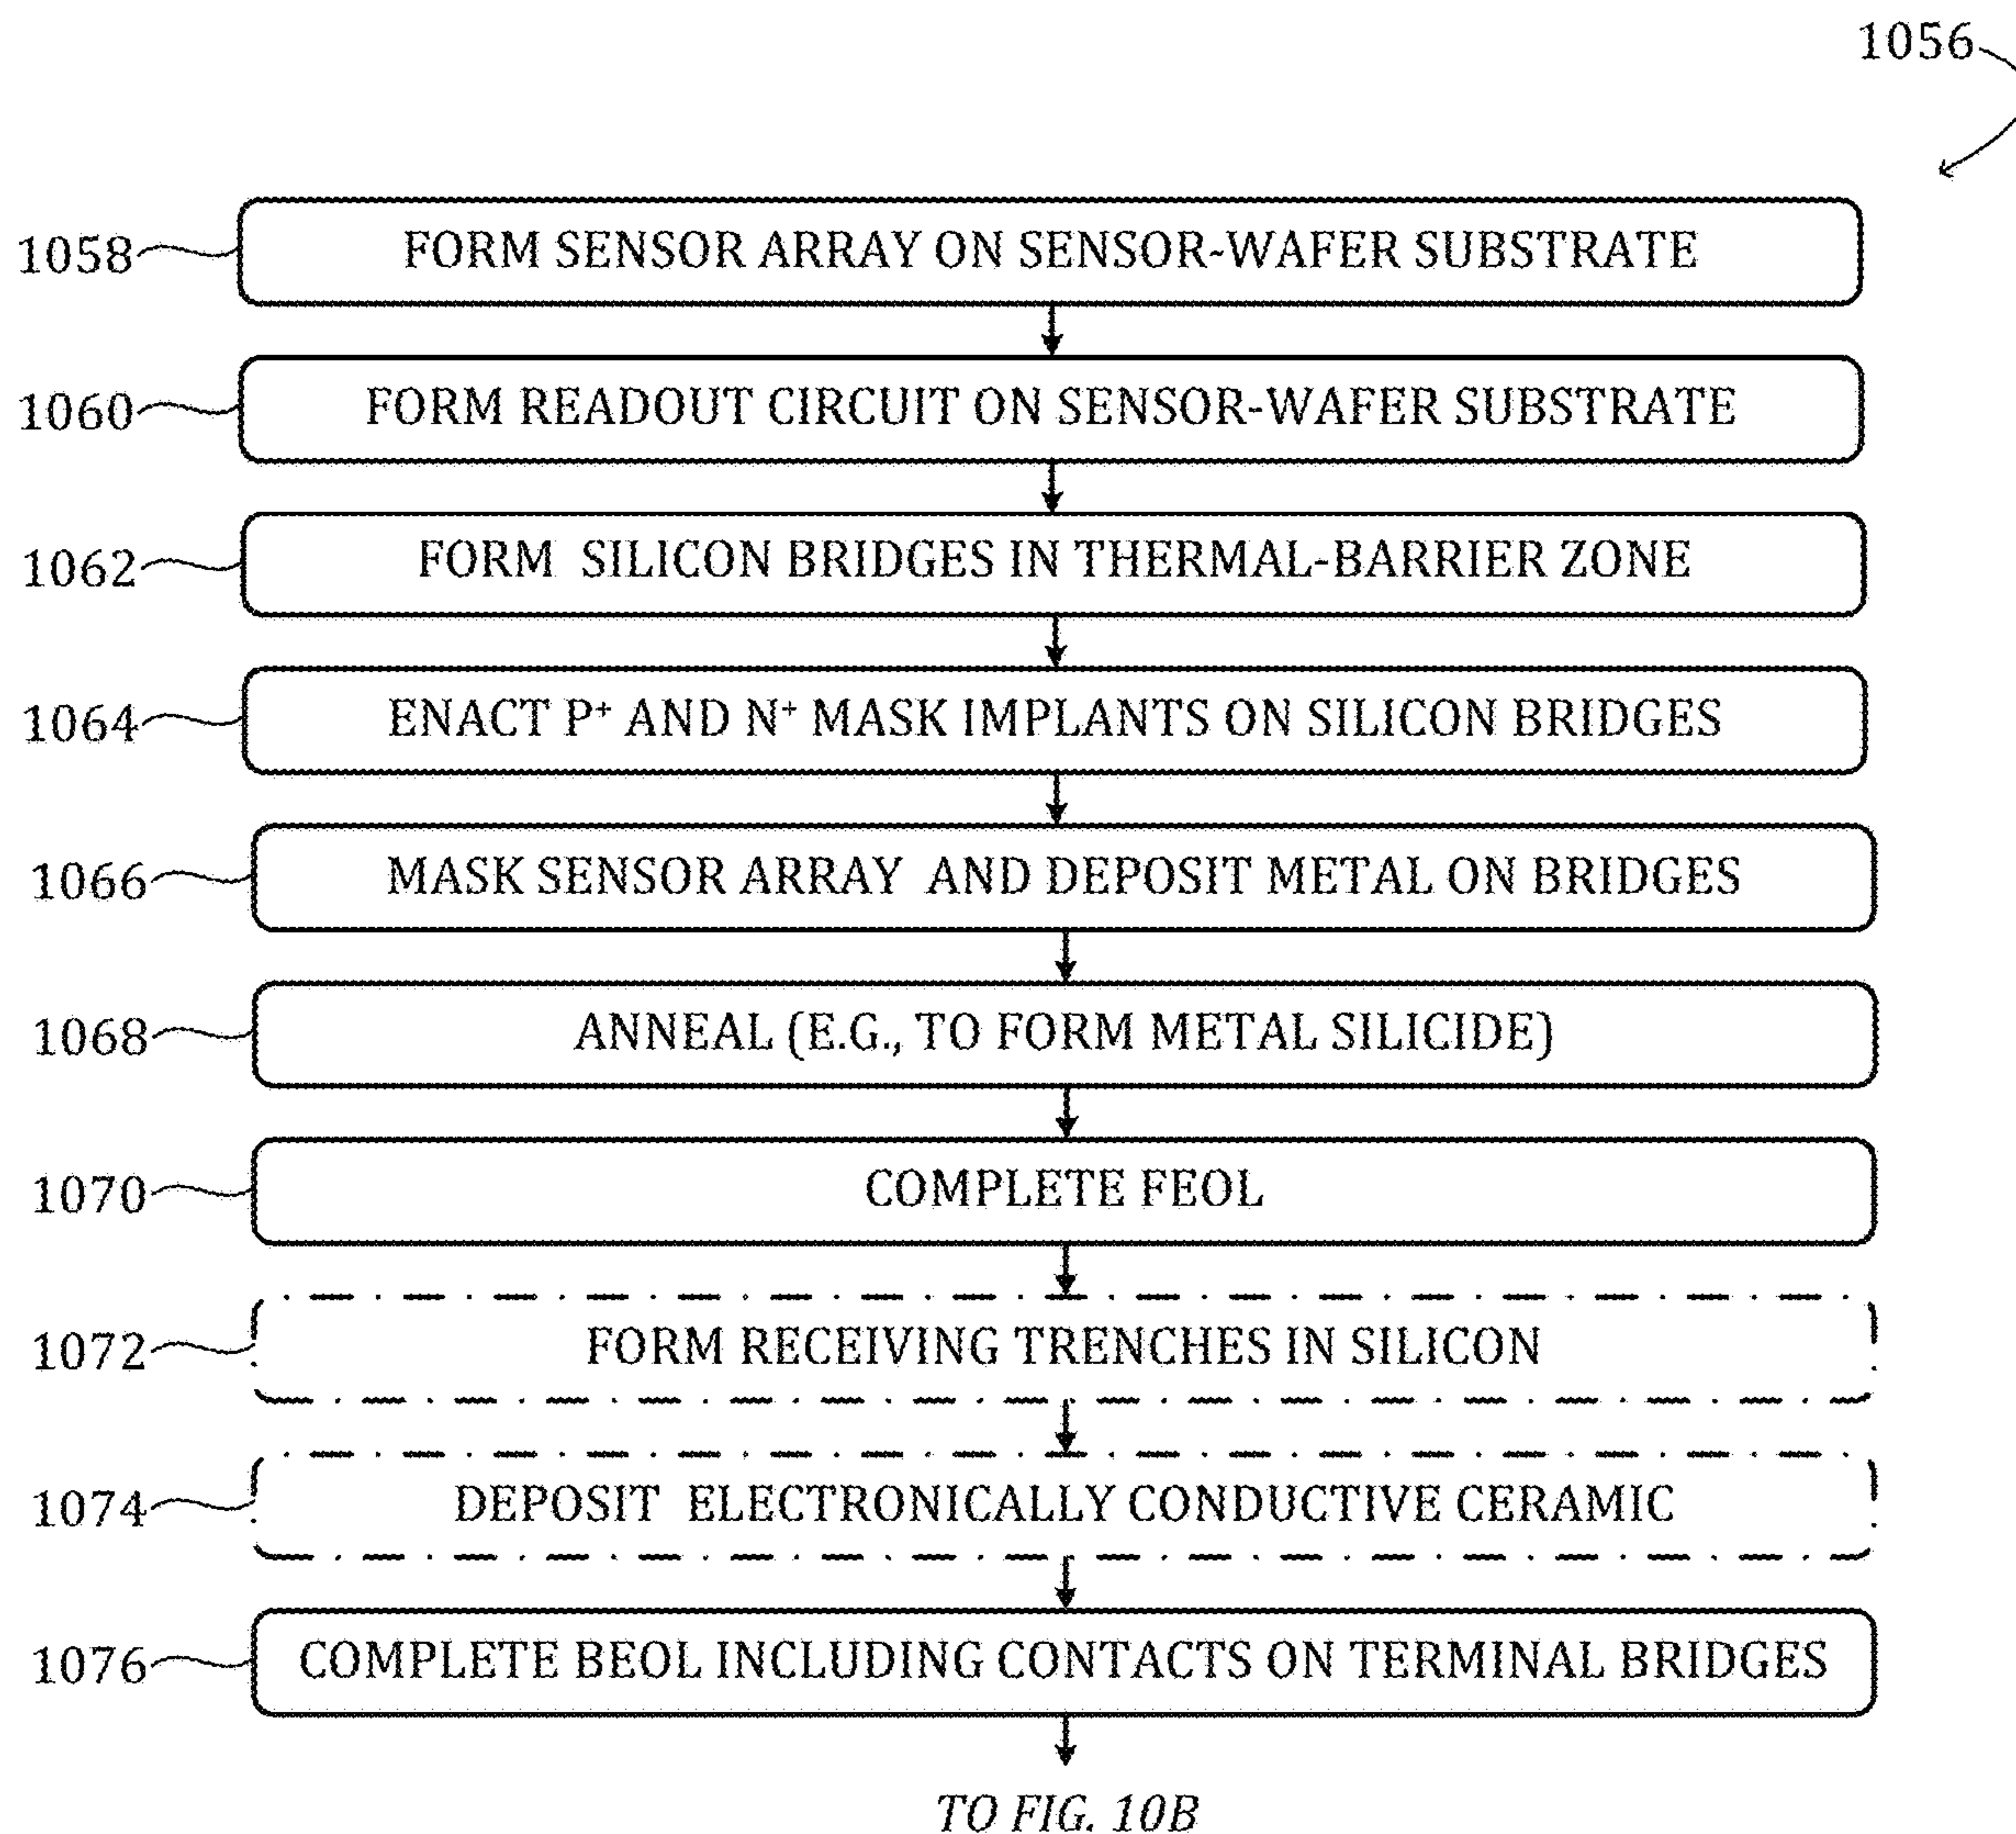 1056
1058 FORM SENSOR ARRAY ON SENSOR-WAFER SUBSTRATE
1060 FORM READOUT CIRCUIT ON SENSOR-WAFER SUBSTRATE
1062 FORM SILICON BRIDGES IN THERMAL-BARRIER ZONE
1064 ENACT P⁺ AND N⁺ MASK IMPLANTS ON SILICON BRIDGES
1066 MASK SENSOR ARRAY AND DEPOSIT METAL ON BRIDGES
1068 ANNEAL (E.G., TO FORM METAL SILICIDE)
1070 COMPLETE FEOL
1072 FORM RECEIVING TRENCHES IN SILICON
1074 DEPOSIT ELECTRONICALLY CONDUCTIVE CERAMIC
1076 COMPLETE BEOL INCLUDING CONTACTS ON TERMINAL BRIDGES
TO FIG. 10B